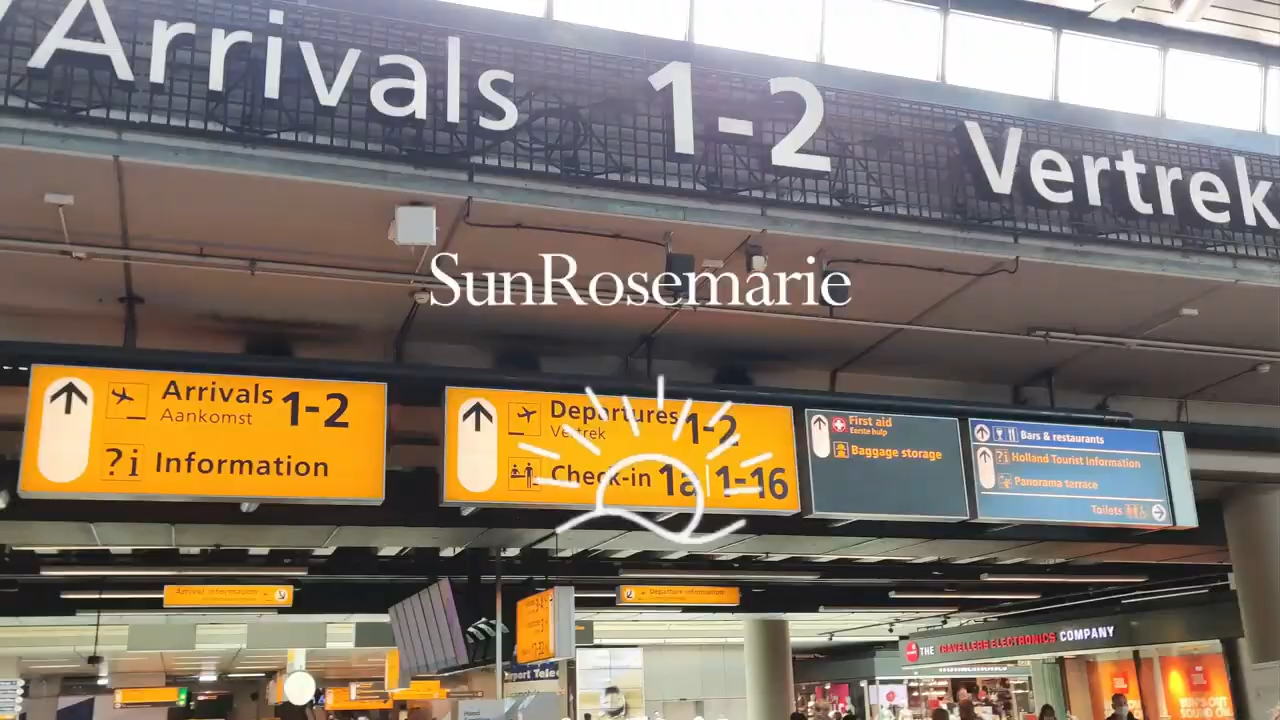 Arrivals 1-2 Vertrek
SunRosemarie
Arrivals 1-2
Aankomst
?i Information
Departures 1-2
Vertrek
Check-in 1a 1-16
First aid
Eerste hulp
Baggage storage
Bars & restaurants
?i Holland Tourist Information
Panorama terrace
Toilets
Arrival information
Departure information
THE TRAVELLERS ELECTRONICS COMPANY